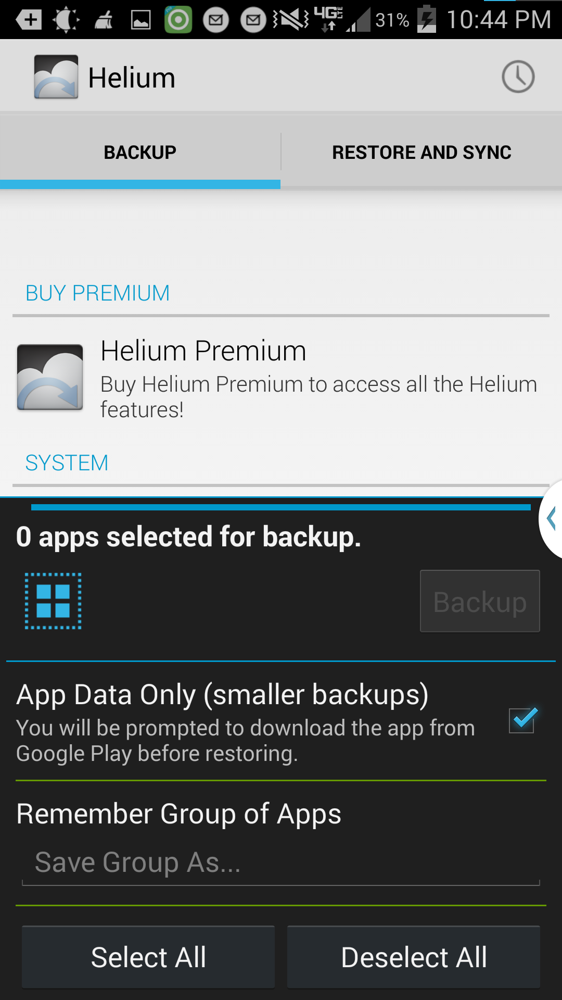 4G LTE 31% 10:44 PM
Helium
BACKUP RESTORE AND SYNC
BUY PREMIUM
Helium Premium
Buy Helium Premium to access all the Helium
features!
SYSTEM
0 apps selected for backup.
Backup
App Data Only (smaller backups)
You will be prompted to download the app from
Google Play before restoring.
Remember Group of Apps
Save Group As...
Select All Deselect All